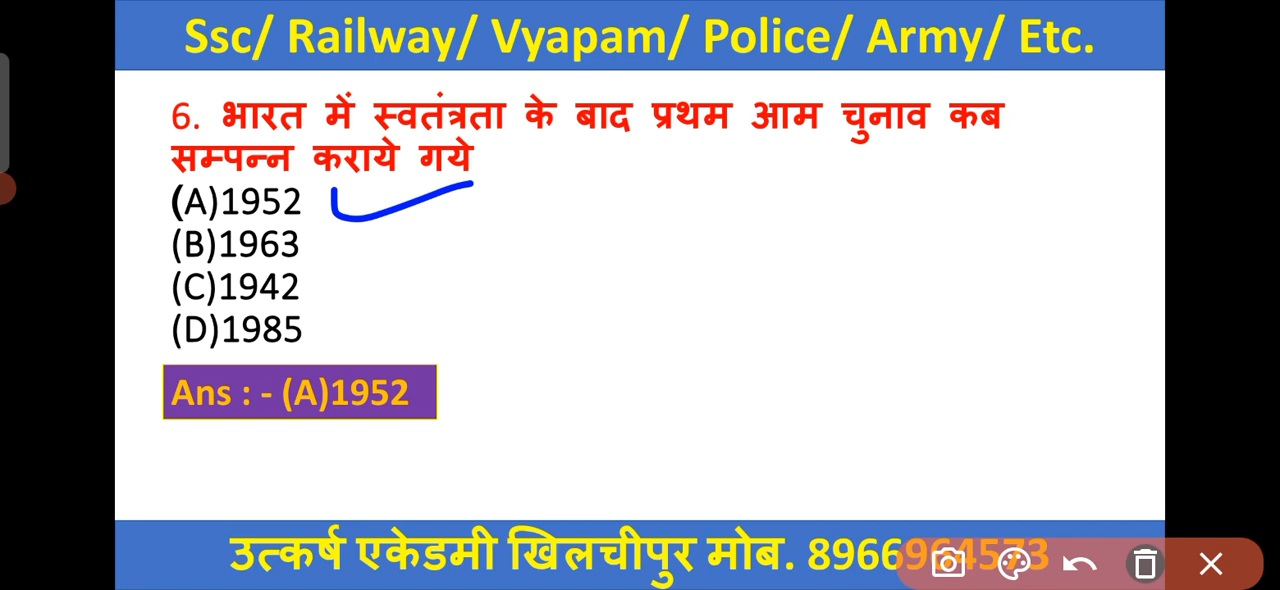 Ssc/ Railway/ Vyapam/ Police/ Army/ Etc.
6. भारत में स्वतंत्रता के बाद प्रथम आम चुनाव कब
सम्पन्न कराये गये
(A)1952
(B)1963
(C)1942
(D)1985
Ans : - (A)1952
उत्कर्ष एकेडमी खिलचीपुर मोब. 8966964573